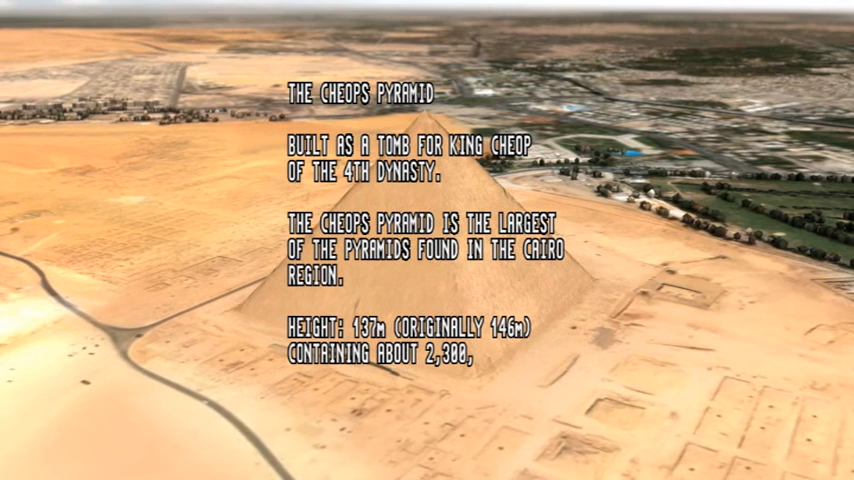 THE CHEOPS PYRAMID
BUILT AS A TOMB FOR KING CHEOP
OF THE 4TH DYNASTY.
THE CHEOPS PYRAMID IS THE LARGEST
OF THE PYRAMIDS FOUND IN THE CAIRO
REGION.
HEIGHT: 137m (ORIGINALLY 146m)
CONTAINING ABOUT 2,300,